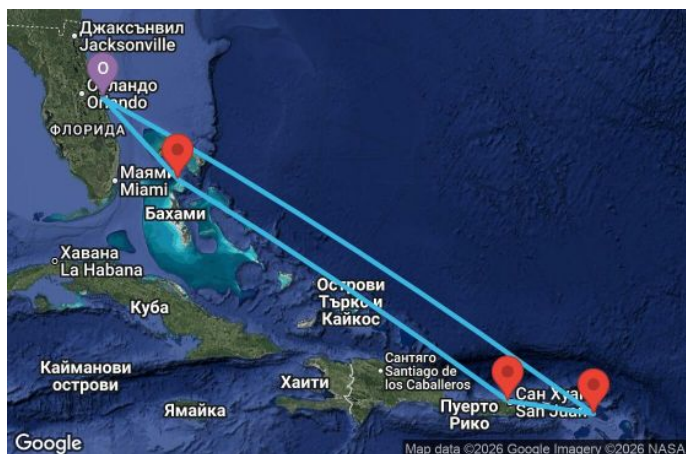 Джаксънвил
Jacksonville
O
Орландо
Orlando
ФЛОРИДА
Маями
Miami
Бахами
Хавана
La Habana
Куба
Острови
Търкс и
Кайкос
Кайманови
острови
Хаити
Сантяго
Santiago de
los Caballeros
Ямайка
Пуерто
Рико
Сан Хуан
San Juan
Google
Map data ©2026 Google Imagery ©2026 NASA